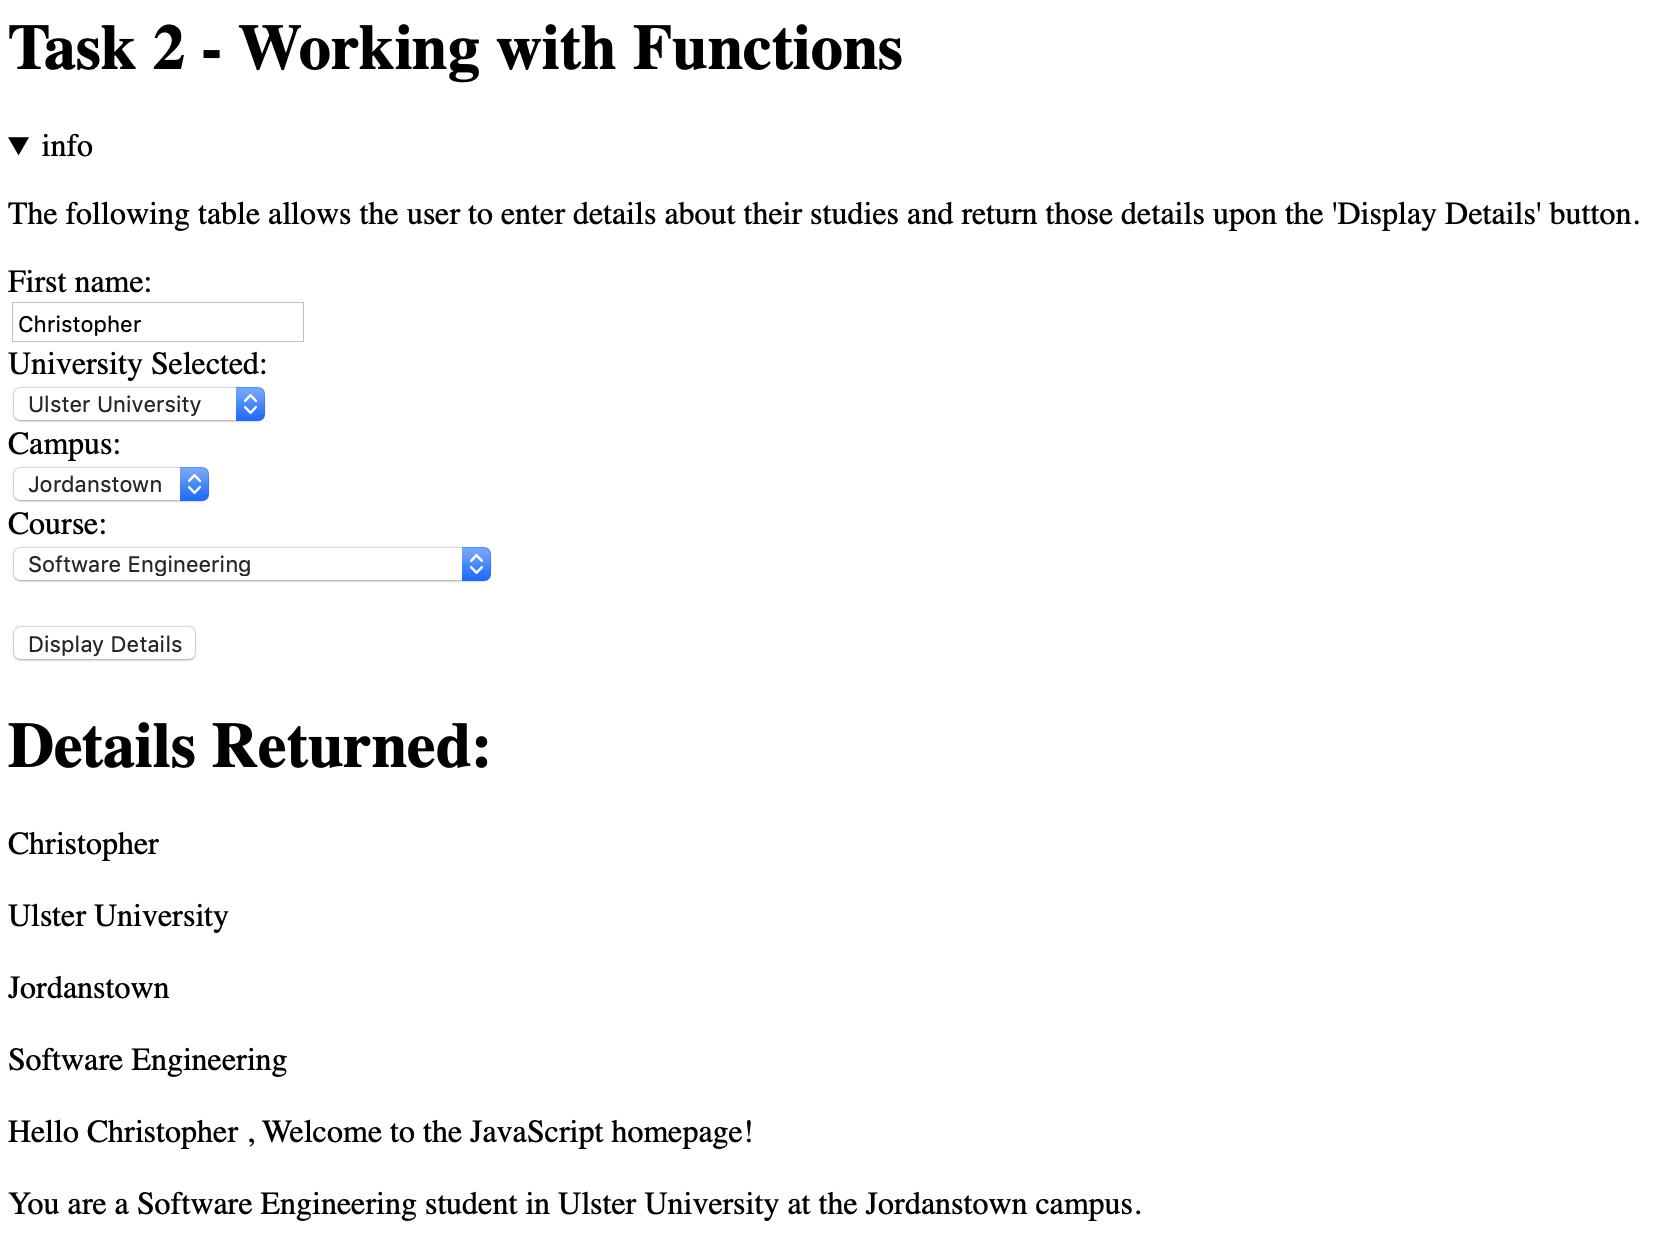 Task 2 - Working with Functions
info
The following table allows the user to enter details about their studies and return those details upon the 'Display Details' button.
First name:
Christopher
University Selected:
Ulster University
Campus:
Jordanstown
Course:
Software Engineering
Display Details
Details Returned:
Christopher
Ulster University
Jordanstown
Software Engineering
Hello Christopher , Welcome to the JavaScript homepage!
You are a Software Engineering student in Ulster University at the Jordanstown campus.